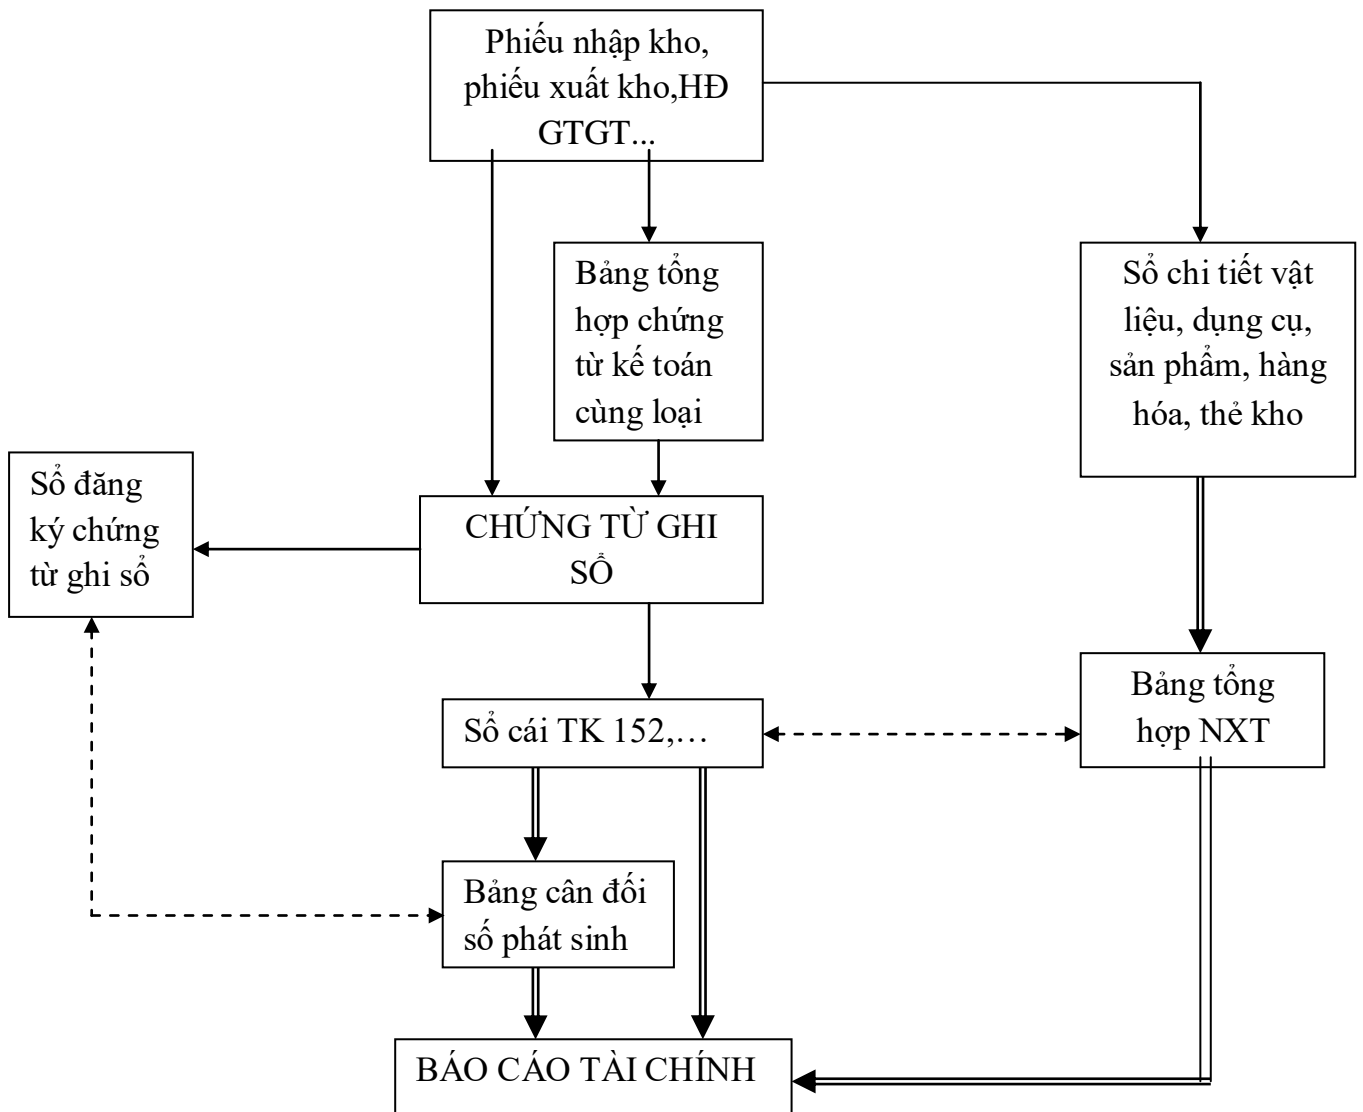 Phiếu nhập kho,
phiếu xuất kho,HĐ
GTGT...
Bảng tổng
hợp chứng
từ kế toán
cùng loại
Sổ chi tiết vật
liệu, dụng cụ,
sản phẩm, hàng
hóa, thẻ kho
Sổ đăng
ký chứng
từ ghi sổ
CHỨNG TỪ GHI
SỔ
Sổ cái TK 152,…
Bảng tổng
hợp NXT
Bảng cân đối
số phát sinh
BÁO CÁO TÀI CHÍNH